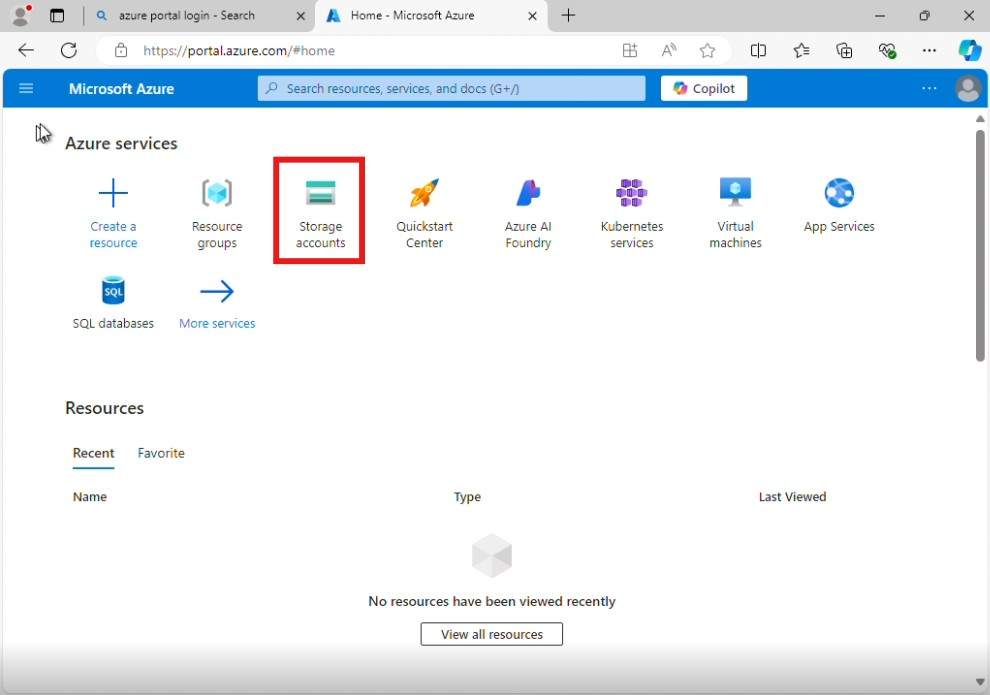 azure portal login - Search
Home - Microsoft Azure
https://portal.azure.com/#home
Microsoft Azure
Search resources, services, and docs (G+/)
Copilot
Azure services
Create a
resource
Resource
groups
Storage
accounts
Quickstart
Center
Azure AI
Foundry
Kubernetes
services
Virtual
machines
App Services
SQL
SQL databases
More services
Resources
Recent Favorite
Name Type Last Viewed
No resources have been viewed recently
View all resources